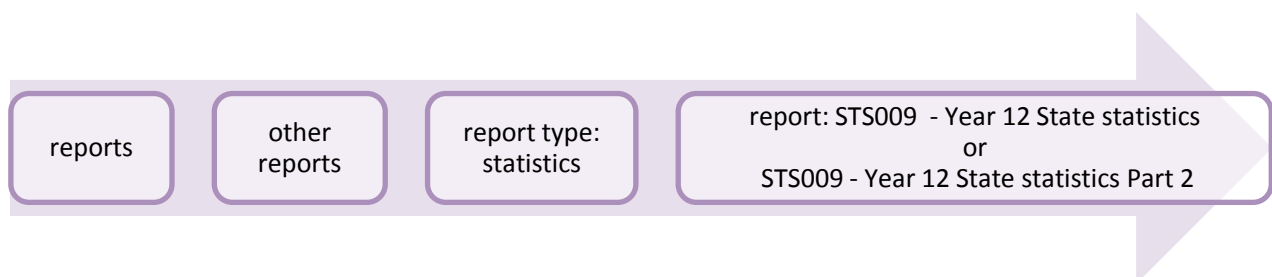 reports
other
reports
report type:
statistics
report: STS009  - Year 12 State statistics
or
STS009 - Year 12 State statistics Part 2